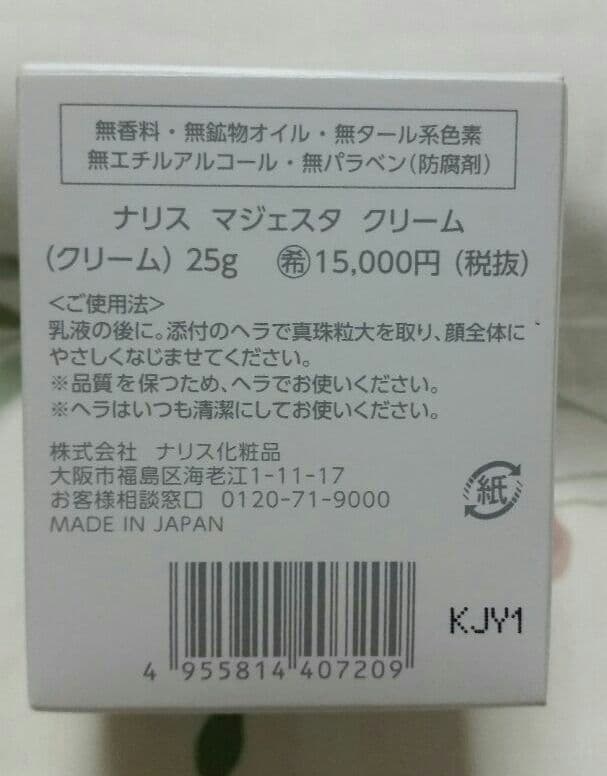 無香料・無鉱物オイル・無タール系色素
無エチルアルコール・無パラベン(防腐剤)
ナリス マジェスタ クリーム
(クリーム) 25g ㊒希15,000円(税抜)
<ご使用法>
乳液の後に。添付のヘラで真珠粒大を取り、顔全体に
やさしくなじませてください。
※品質を保つため、ヘラでお使いください。
※ヘラはいつも清潔にしてお使いください。
株式会社 ナリス化粧品
大阪市福島区海老江1-11-17
お客様相談窓口 0120-71-9000
MADE IN JAPAN
紙
KJY1
4 955814 407209